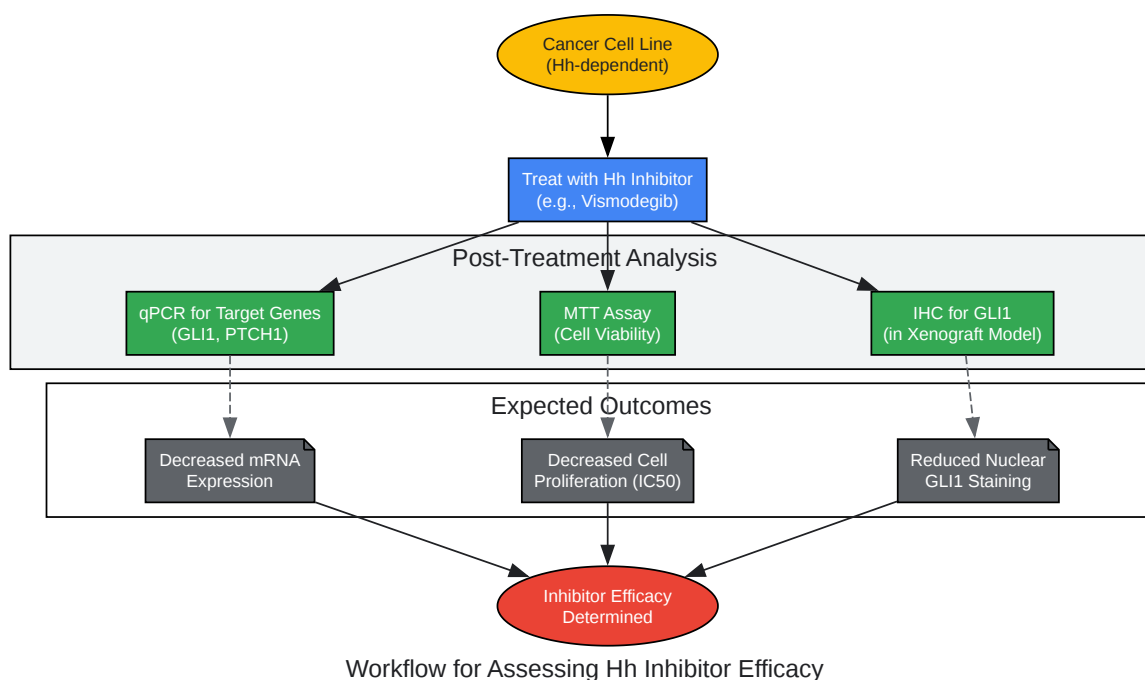 Cancer Cell Line
(Hh-dependent)
Treat with Hh Inhibitor
(e.g., Vismodegib)
Post-Treatment Analysis
qPCR for Target Genes
(GLI1, PTCH1)
MTT Assay
(Cell Viability)
IHC for GLI1
(in Xenograft Model)
Expected Outcomes
Decreased mRNA
Expression
Decreased Cell
Proliferation (IC50)
Reduced Nuclear
GLI1 Staining
Inhibitor Efficacy
Determined
Workflow for Assessing Hh Inhibitor Efficacy